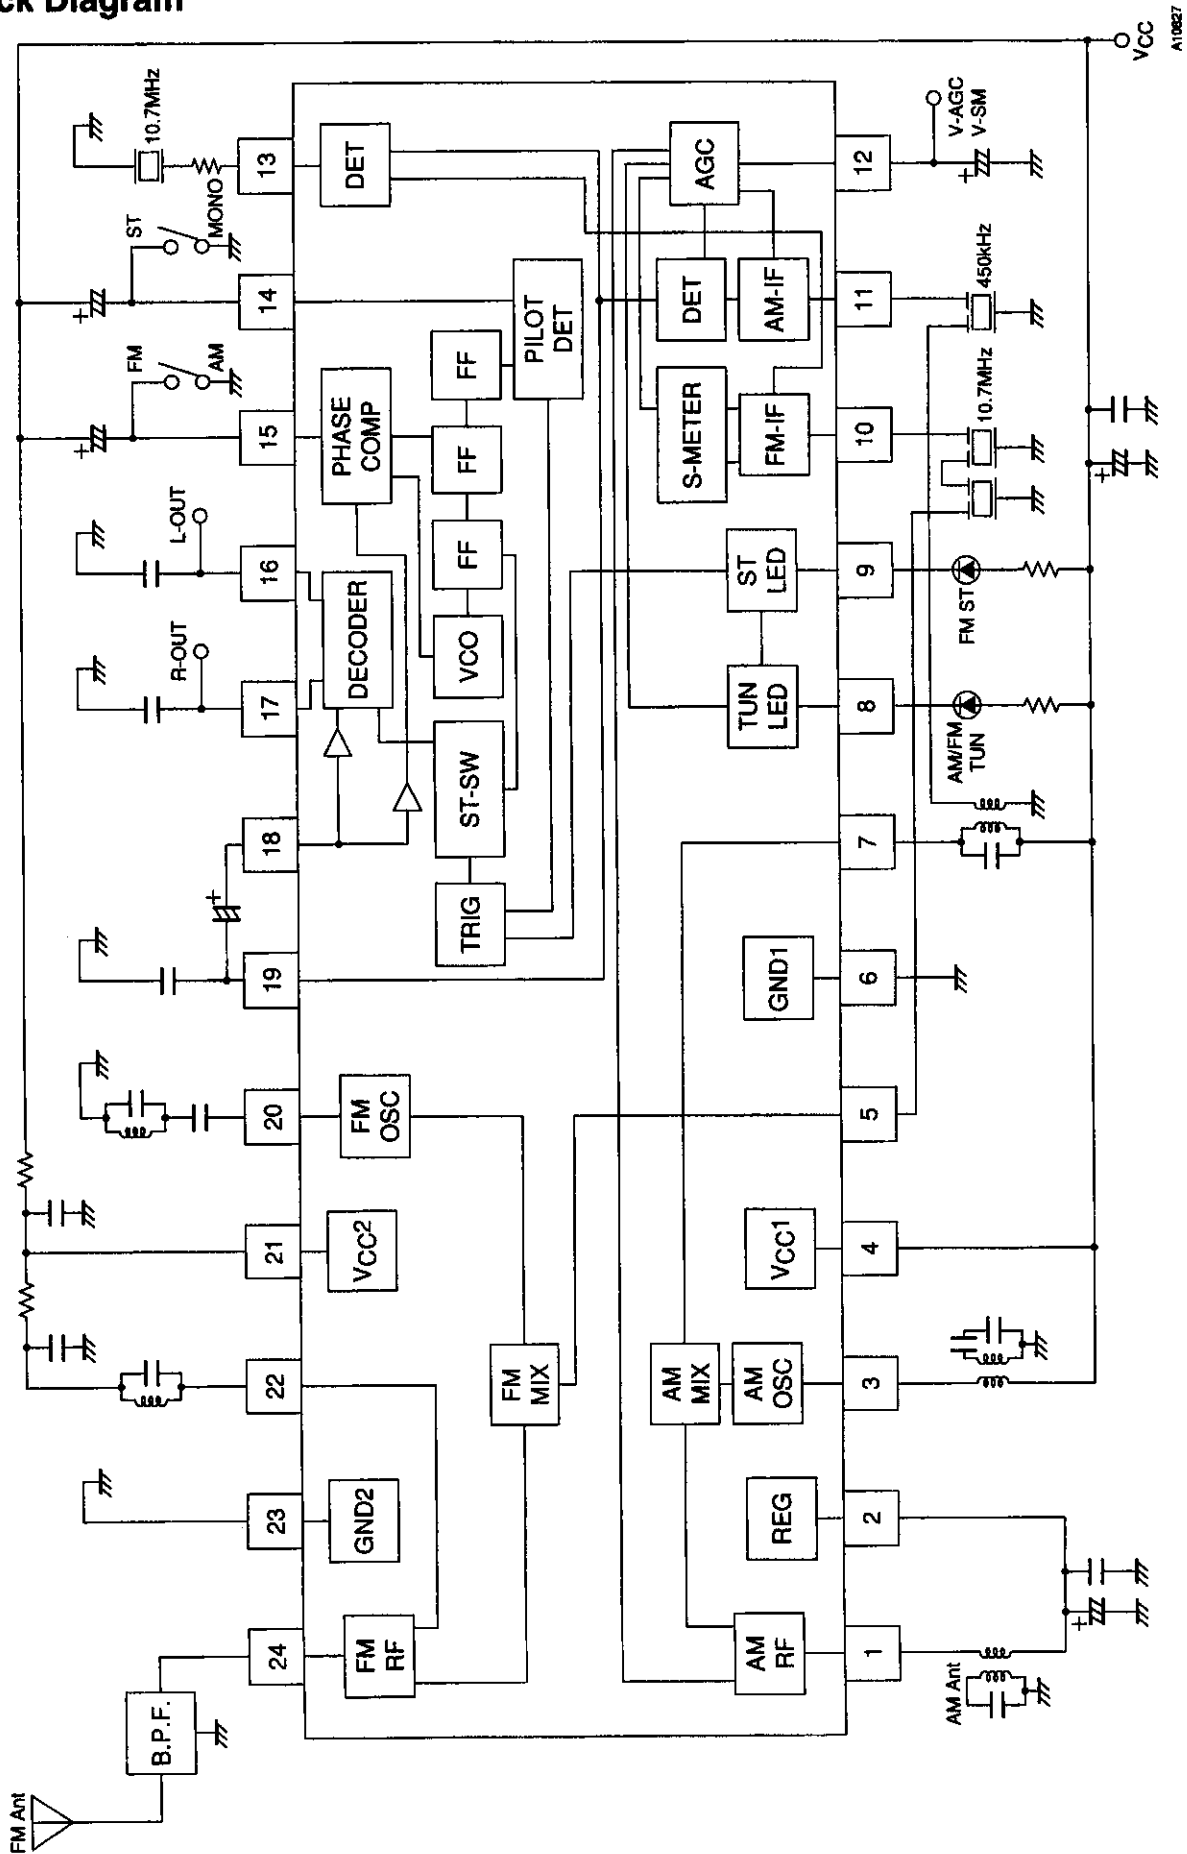 ck Diagram
FM Ant
B.P.F.
R-OUT
L-OUT
FM
AM
ST
MONO
10.7MHz
24
23
22
21
20
19
18
17
16
15
14
13
FM
RF
GND2
VCC2
FM
OSC
DECODER
PHASE
COMP
DET
TRIG
ST-SW
VCO
FF
FF
FF
PILOT
DET
FM
MIX
AM
MIX
AM
OSC
AM
RF
REG
VCC1
GND1
TUN
LED
ST
LED
S-METER
FM-IF
DET
AM-IF
AGC
1
2
3
4
5
6
7
8
9
10
11
12
AM Ant
AM/FM
TUN
FM ST
10.7MHz
450kHz
V-AGC
V-SM
VCC
A10827